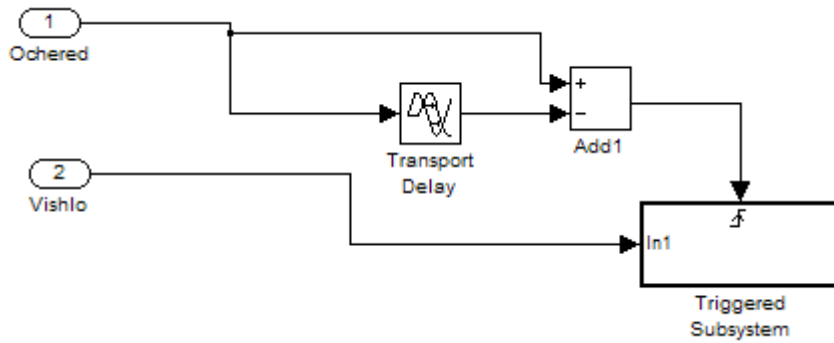 1
Ochered
+
−
Add1
Transport
Delay
2
Vishlo
In1
Triggered
Subsystem